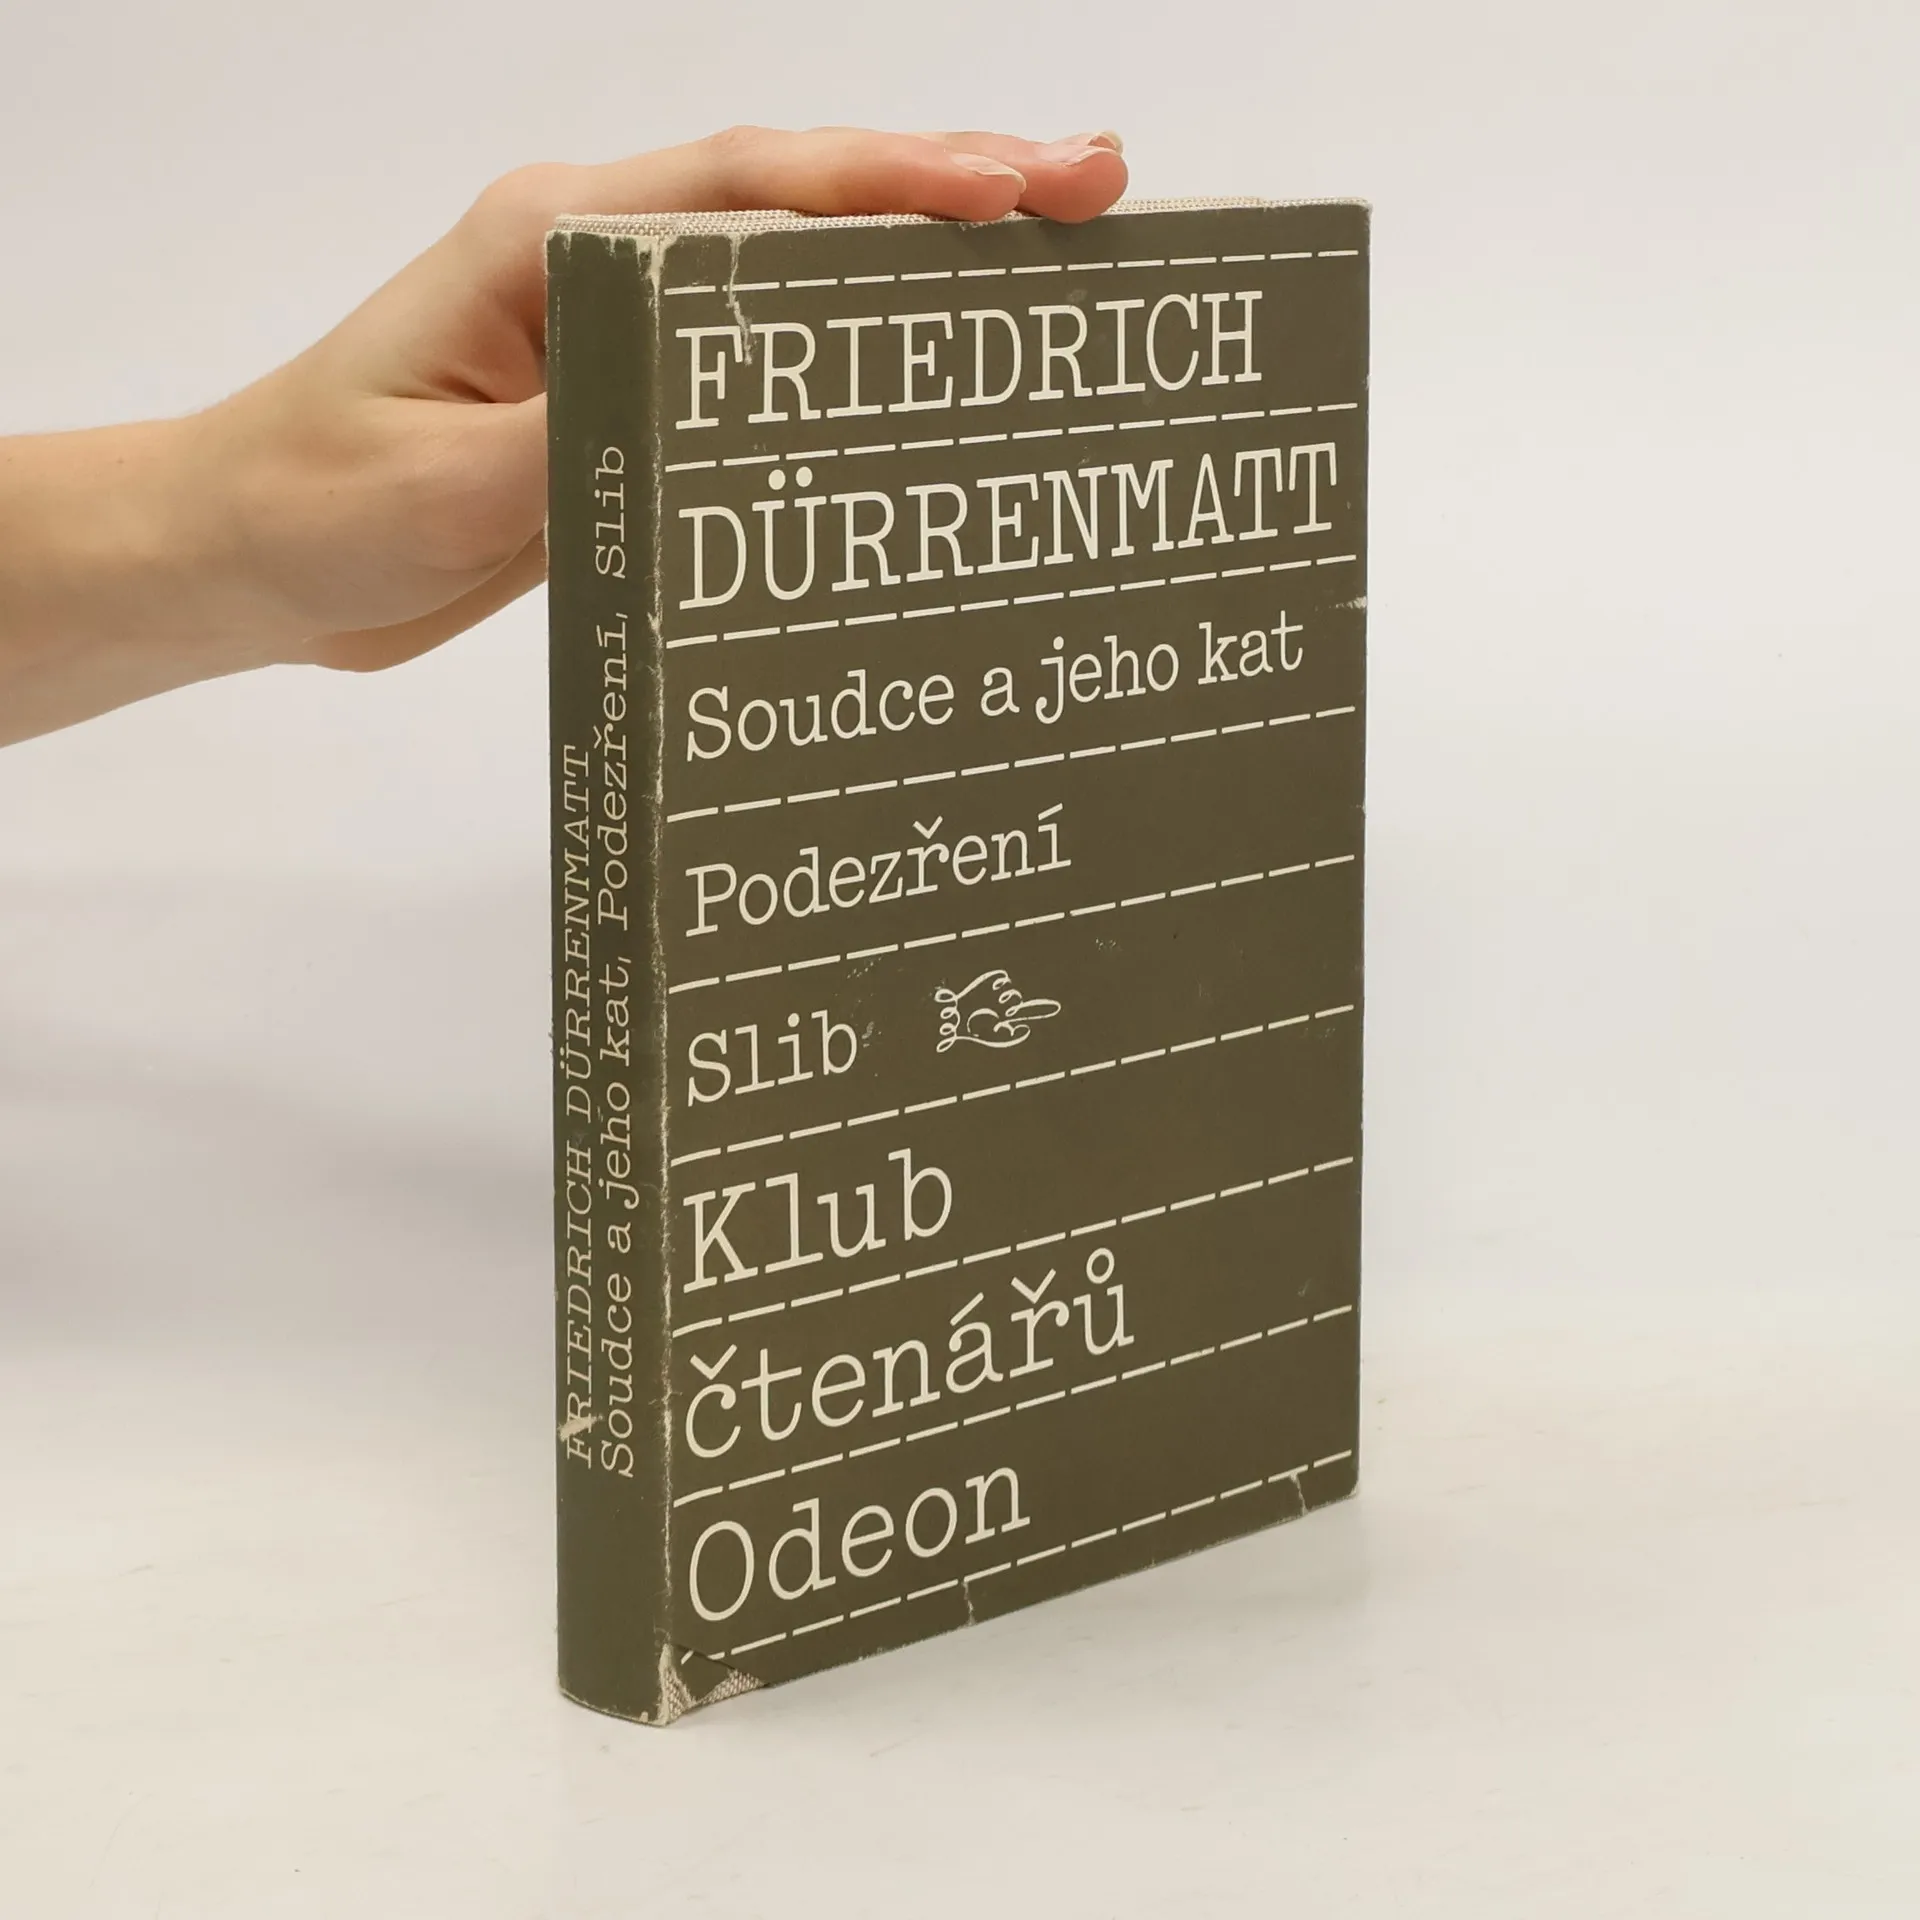 FRIEDRICH
DÜRRENMATT
Soudce a jeho kat
Podezření
Slib
Klub
čtenářů
Odeon
FRIEDRICH DÜRRENMATT
Soudce a jeho kat, Podezření, Slib